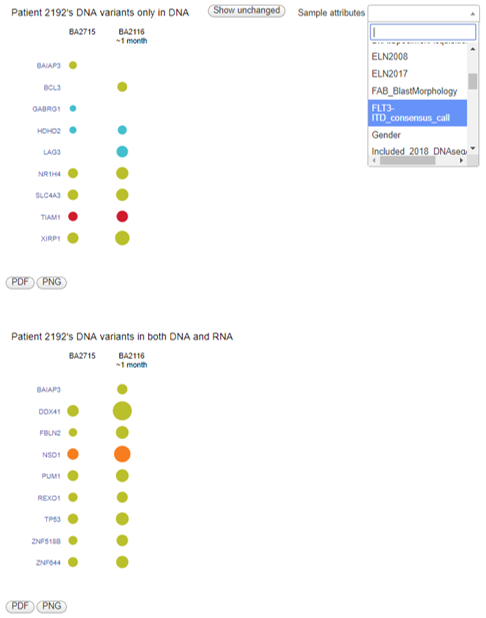 Patient 2192's DNA variants only in DNA
Show unchanged
Sample attributes
BA2715
BA2116
~1 month
BAIAP3
BCL3
GABRG1
HDHD2
LAG3
NR1H4
SLC4A3
TIAM1
XIRP1
ELN2008
ELN2017
FAB_BlastMorphology
FLT3-
ITD_consensus_call
Gender
Included_2018_DNAseq
PDF
PNG
Patient 2192's DNA variants in both DNA and RNA
BA2715
BA2116
~1 month
BAIAP3
DDX41
FBLN2
NSD1
PUM1
REXO1
TP53
ZNF518B
ZNF644
PDF
PNG